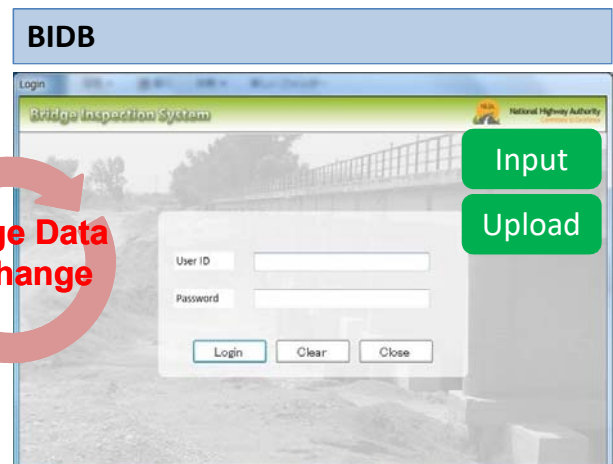 BIDB
Login
Bridge Inspection System
NHA
National Highway Authority
Input
Upload
ge Data
hange
User ID
Password
Login
Clear
Close